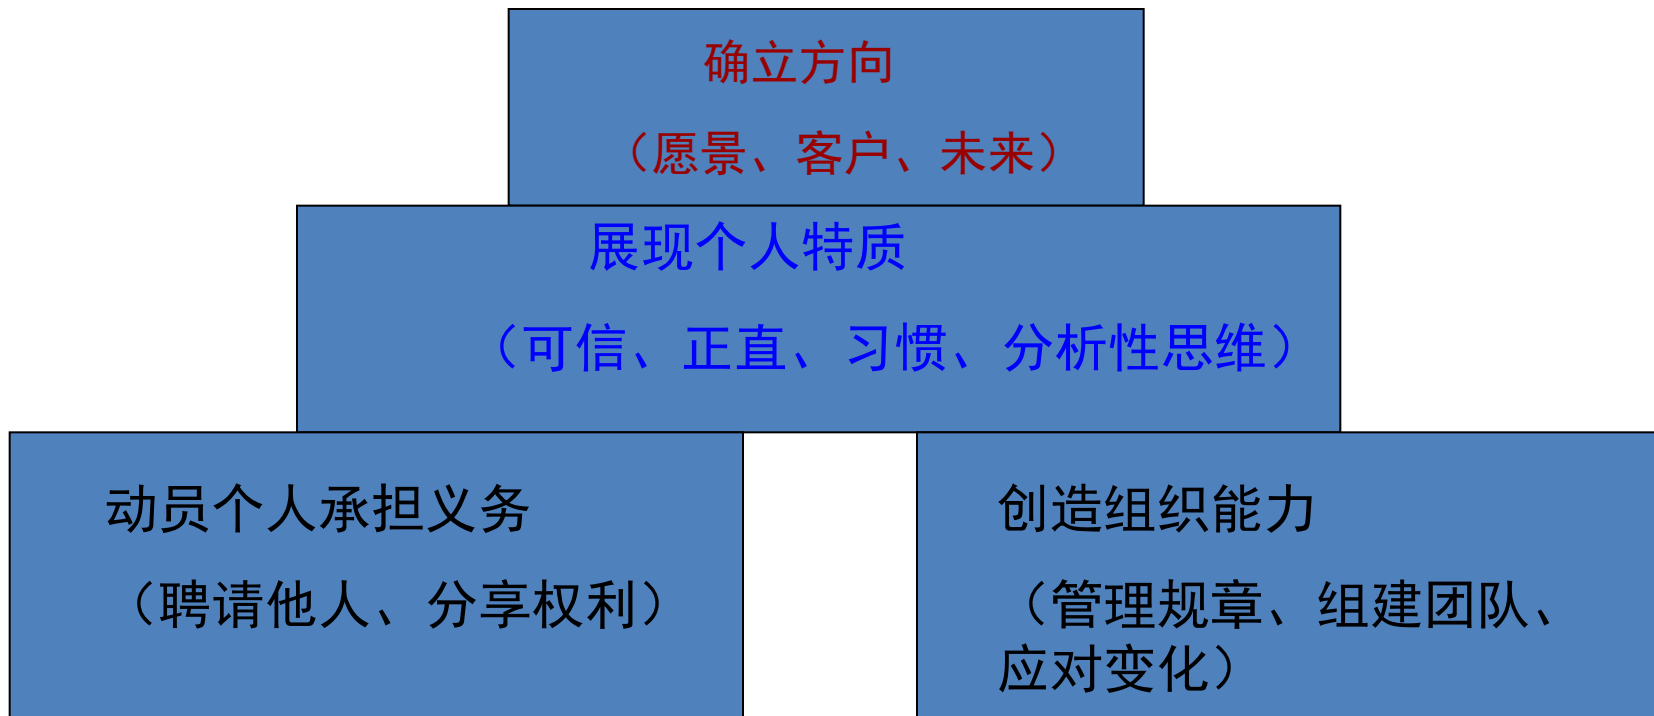 确立方向
（愿景、客户、未来）
展现个人特质
（可信、正直、习惯、分析性思维）
动员个人承担义务
（聘请他人、分享权利）
创造组织能力
（管理规章、组建团队、
应对变化）